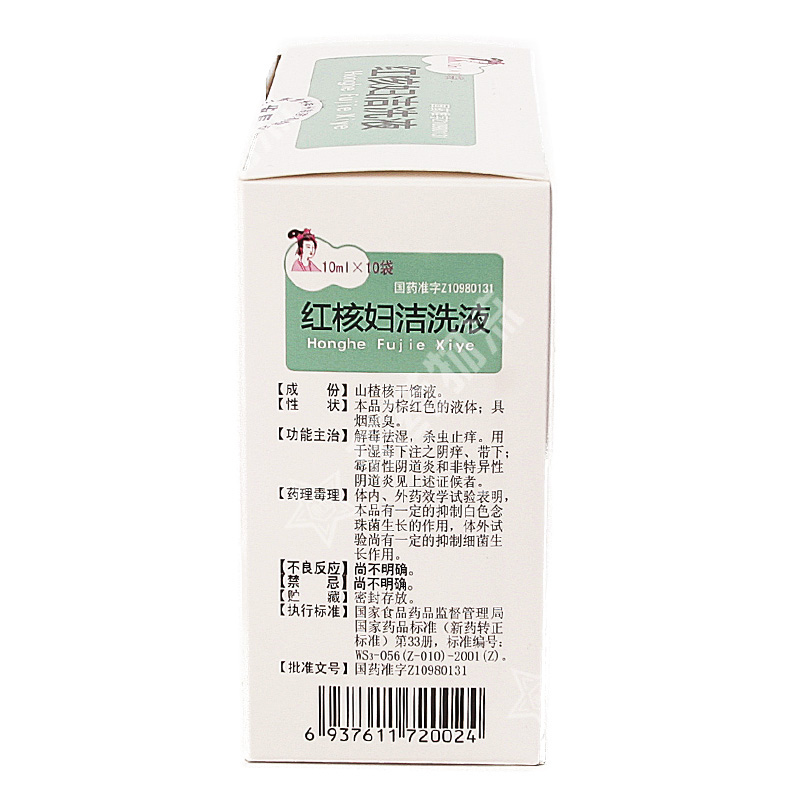 红核妇洁洗液
Honghe Fujie Xiye
10ml×10袋
国药准字Z10980131
红核妇洁洗液
Honghe Fujie Xiye
【成 份】山楂核干馏液。
【性 状】本品为棕红色的液体；具
烟熏臭。
【功能主治】解毒祛湿，杀虫止痒。用
于湿毒下注之阴痒、带下；
霉菌性阴道炎和非特异性
阴道炎见上述证候者。
【药理毒理】体内、外药效学试验表明，
本品有一定的抑制白色念
珠菌生长的作用，体外试
验尚有一定的抑制细菌生
长作用。
【不良反应】尚不明确。
【禁 忌】尚不明确。
【贮 藏】密封存放。
【执行标准】国家食品药品监督管理局
国家药品标准（新药转正
标准）第33册，标准编号：
WS₃-056(Z-010)-2001(Z)。
【批准文号】国药准字Z10980131
6 937611 720024